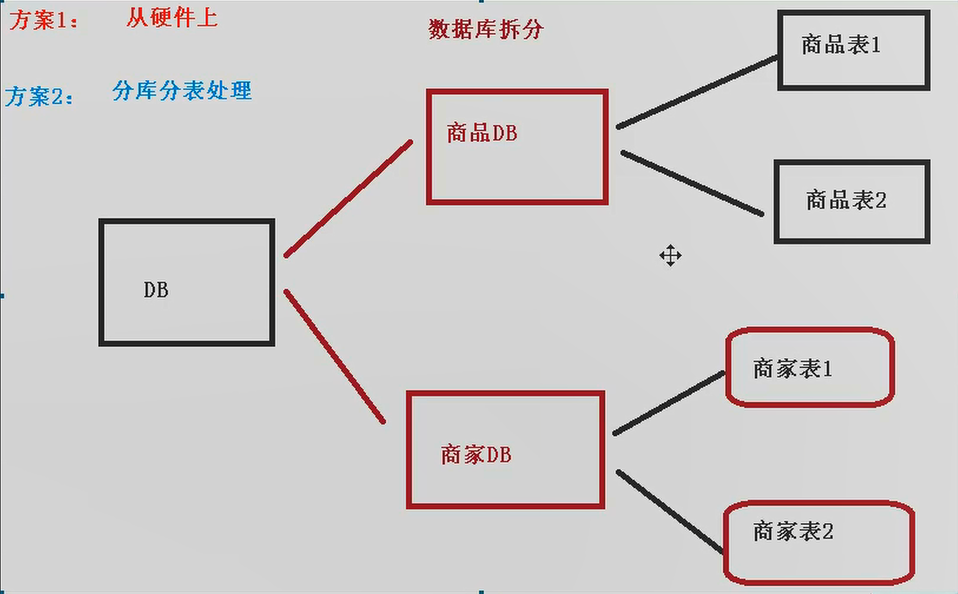 方案1： 从硬件上
方案2： 分库分表处理
数据库拆分
DB
商品DB
商家DB
商品表1
商品表2
商家表1
商家表2